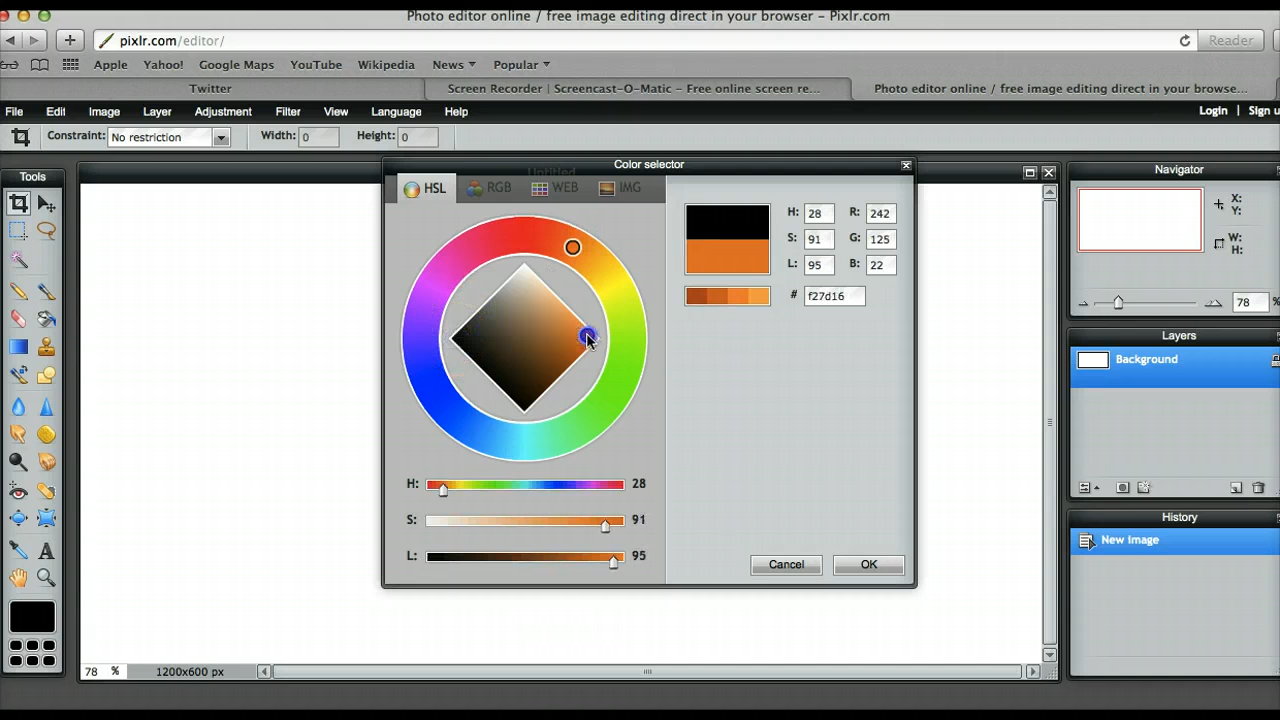 Photo editor online / free image editing direct in your browser - Pixlr.com
pixlr.com/editor/
Reader
Apple Yahoo! Google Maps YouTube Wikipedia News Popular
Twitter
Screen Recorder | Screencast-O-Matic - Free online screen re...
Photo editor online / free image editing direct in your browse...
File Edit Image Layer Adjustment Filter View Language Help
Login | Sign u
Constraint: No restriction Width: 0 Height: 0
Tools
Untitled
Color selector
HSL RGB WEB IMG
H: 28 R: 242
S: 91 G: 125
L: 95 B: 22
# f27d16
H: 28
S: 91
L: 95
Cancel OK
Navigator
X:
Y:
W:
H:
78 %
Layers
Background
History
New Image
78 % 1200x600 px